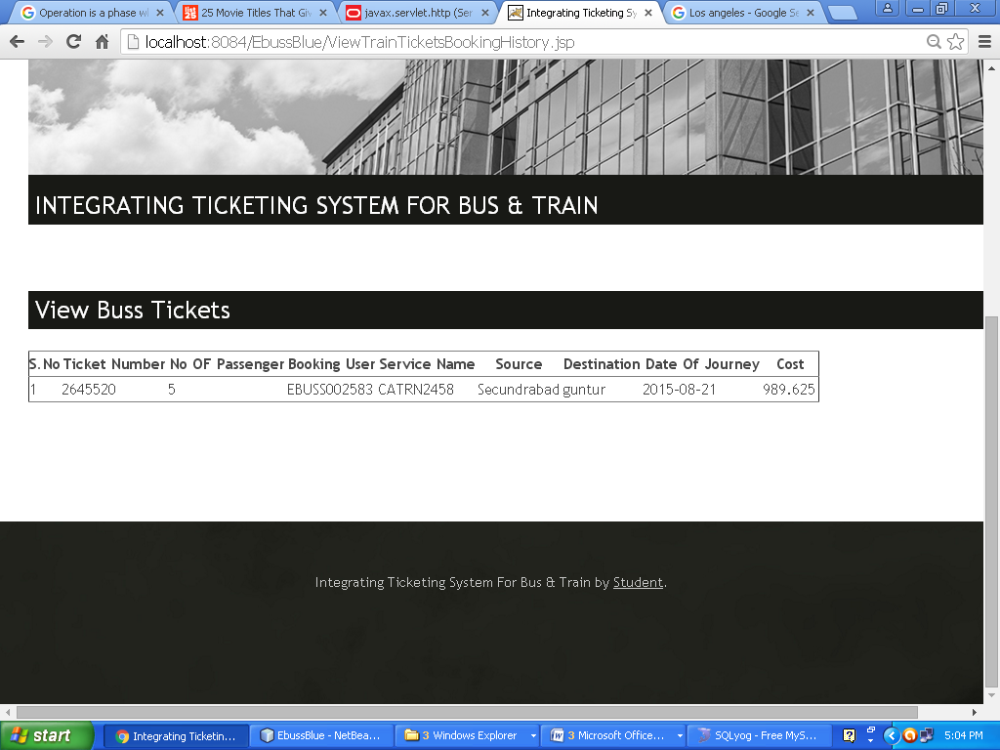 Operation is a phase wh
25 Movie Titles That Giv
javax.servlet.http (Ser
Integrating Ticketing Sy
Los angeles - Google Se
localhost:8084/EbussBlue/ViewTrainTicketsBookingHistory.jsp
INTEGRATING TICKETING SYSTEM FOR BUS & TRAIN
View Buss Tickets
S.No Ticket Number No OF Passenger Booking User Service Name Source Destination Date Of Journey Cost
1 2645520 5 EBUSS002583 CATRN2458 Secundrabad guntur 2015-08-21 989.625
Integrating Ticketing System For Bus & Train by Student.
start
Integrating Ticketin...
EbussBlue - NetBea...
3 Windows Explorer
3 Microsoft Office...
SQLyog - Free MyS...
5:04 PM